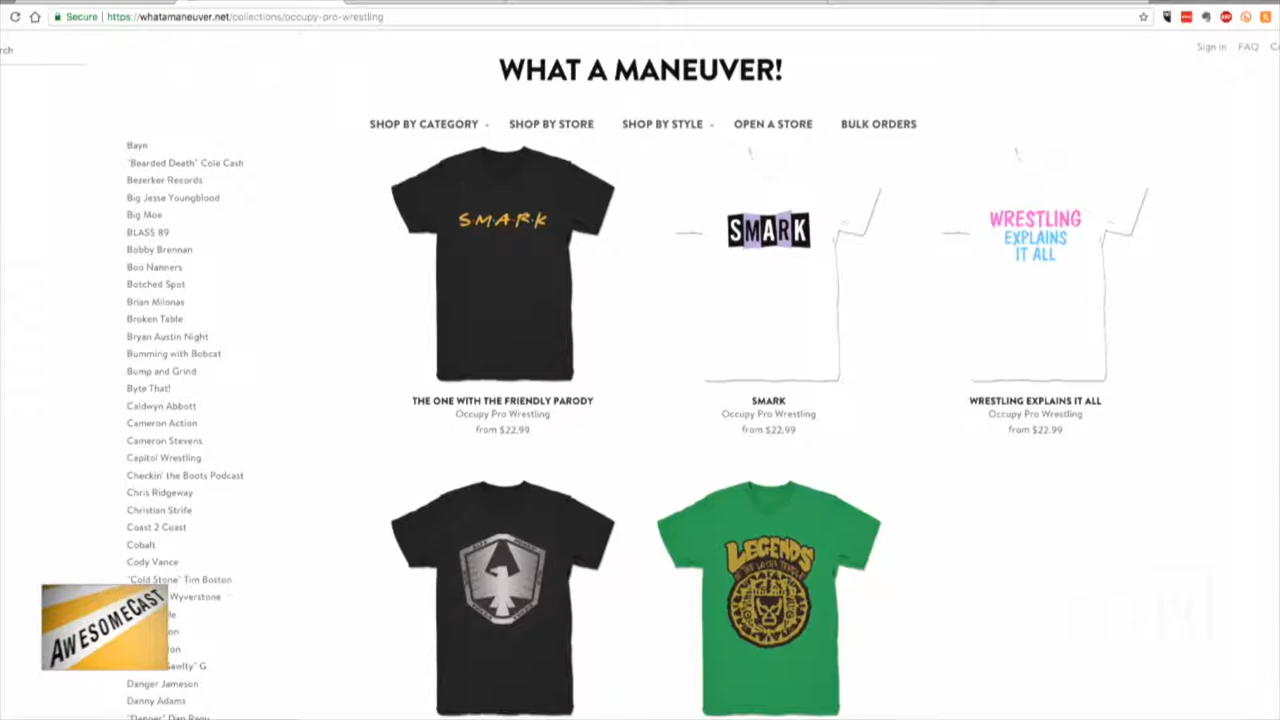 Secure
https://whatamaneuver.net/collections/occupy-pro-wrestling
rch
Sign in FAQ
WHAT A MANEUVER!
SHOP BY CATEGORY SHOP BY STORE SHOP BY STYLE OPEN A STORE BULK ORDERS
Bayn
"Bearded Death" Cole Cash
Bezerker Records
Big Jesse Youngblood
Big Moe
BLASS 89
Bobby Brennan
Boo Nanners
Botched Spot
Brian Milonas
Broken Table
Bryan Austin Night
Bumming with Bobcat
Bump and Grind
Byte That!
Caldwyn Abbott
Cameron Action
Cameron Stevens
Capitol Wrestling
Checkin' the Boots Podcast
Chris Ridgeway
Christian Strife
Coast 2 Coast
Cobalt
Cody Vance
"Cold Stone" Tim Boston
Wyverstone
Danger Jameson
Danny Adams
S·M·A·R·K
THE ONE WITH THE FRIENDLY PARODY
Occupy Pro Wrestling
from $22.99
SMARK
SMARK
Occupy Pro Wrestling
from $22.99
WRESTLING
EXPLAINS
IT ALL
WRESTLING EXPLAINS IT ALL
Occupy Pro Wrestling
from $22.99
LEGENDS
AWESOMECAST